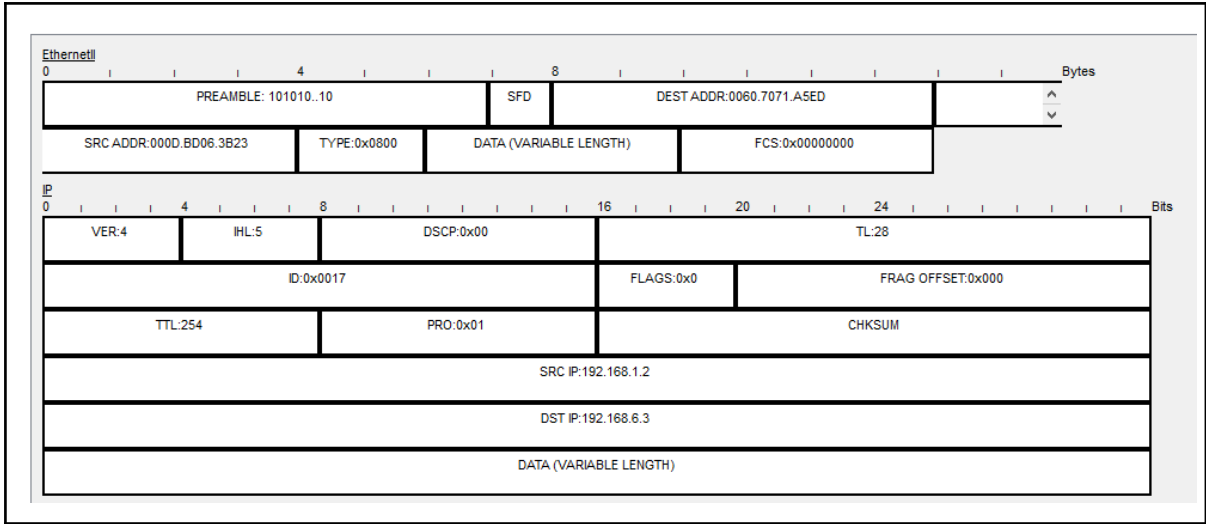 EthernetII
0 4 8 Bytes
PREAMBLE: 101010..10 SFD DEST ADDR:0060.7071.A5ED
SRC ADDR:000D.BD06.3B23 TYPE:0x0800 DATA (VARIABLE LENGTH) FCS:0x00000000
IP
0 4 8 16 20 24 Bits
VER:4 IHL:5 DSCP:0x00 TL:28
ID:0x0017 FLAGS:0x0 FRAG OFFSET:0x000
TTL:254 PRO:0x01 CHKSUM
SRC IP:192.168.1.2
DST IP:192.168.6.3
DATA (VARIABLE LENGTH)